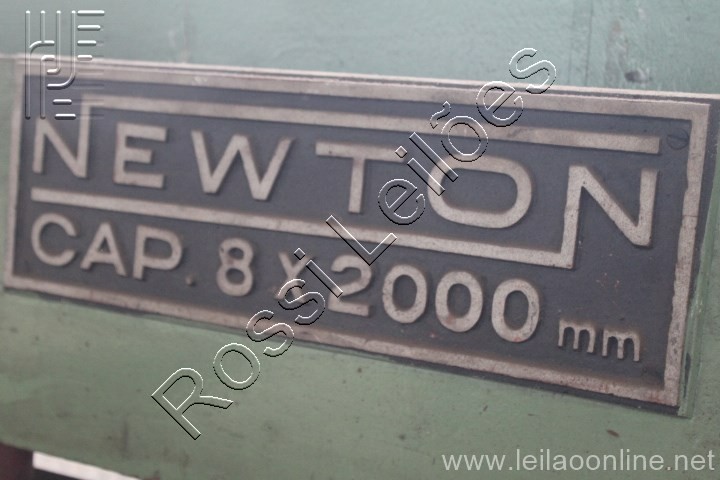 NEWTON
CAP. 8 X 2000 mm
Rossi Leilões
www.leilaoonline.net